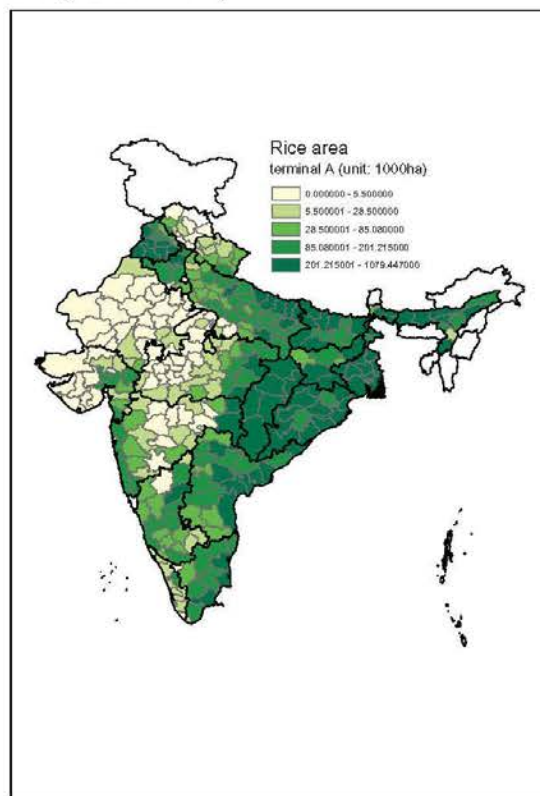 Rice area
terminal A (unit: 1000ha)
0.000000 - 5.500000
5.500001 - 28.500000
28.500001 - 85.080000
85.080001 - 201.215000
201.215001 - 1079.447000